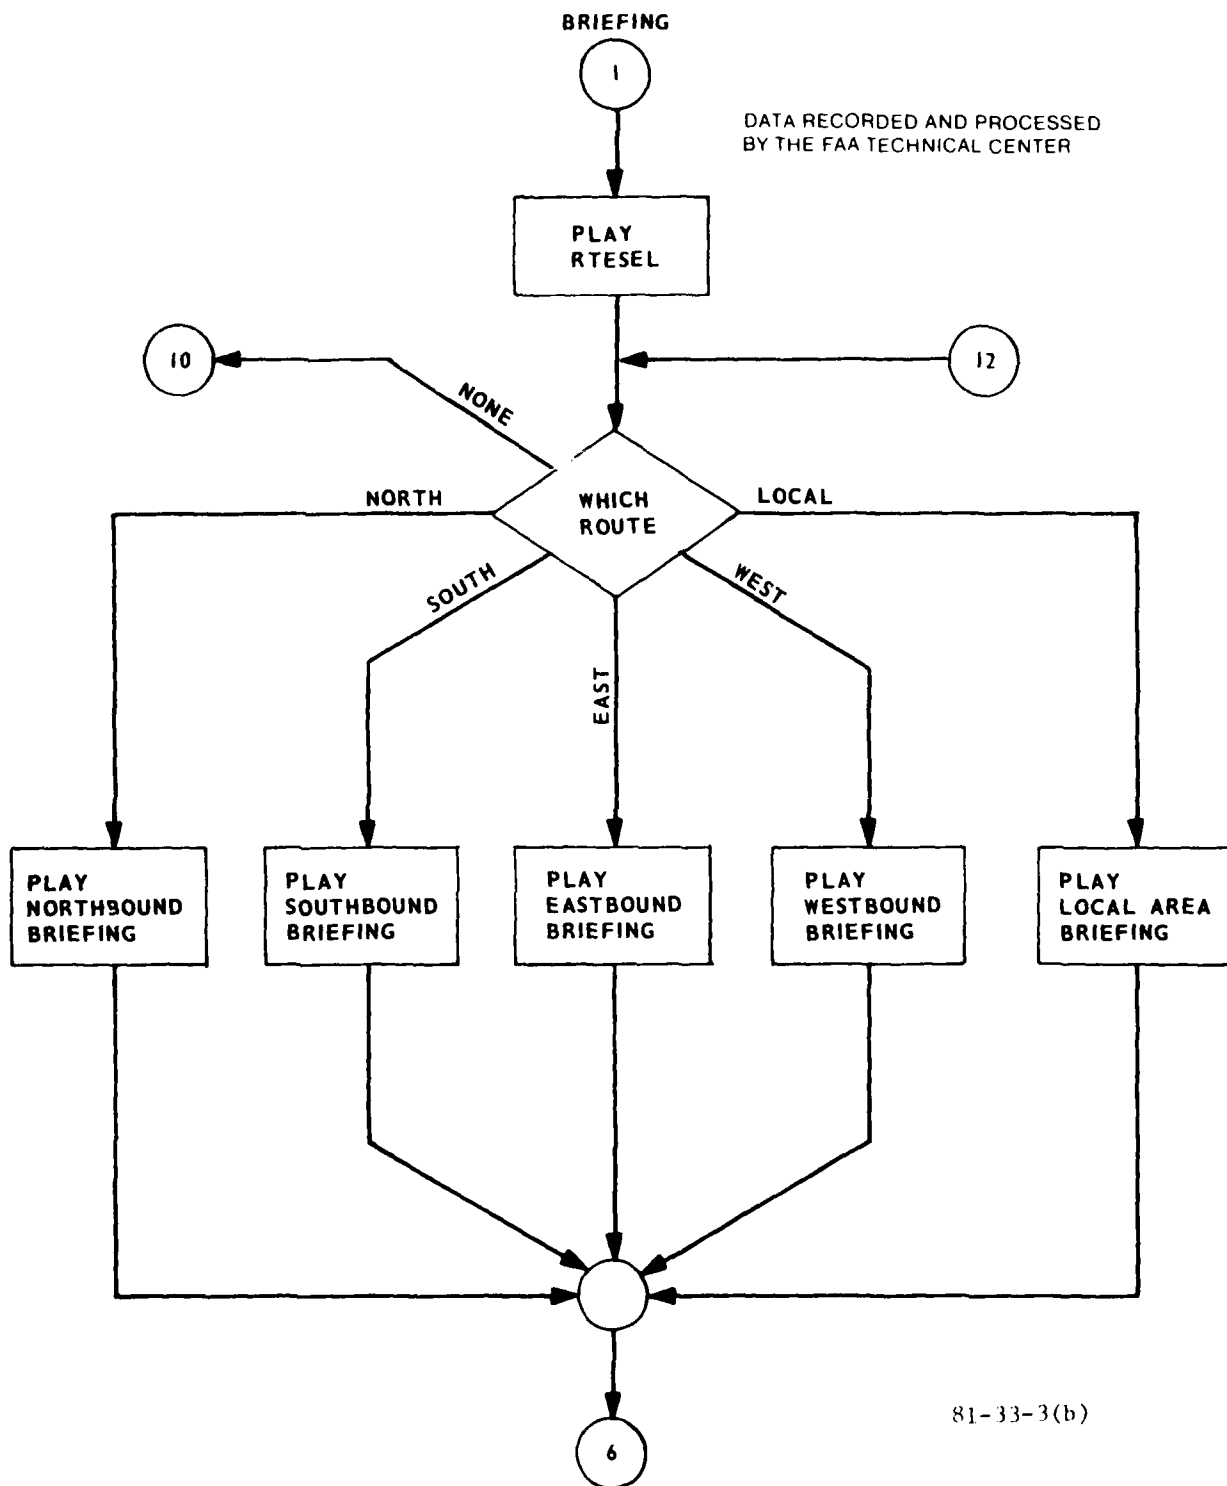 BRIEFING
1
DATA RECORDED AND PROCESSED
BY THE FAA TECHNICAL CENTER
PLAY
RTESEL
10
12
NONE
NORTH
WHICH
ROUTE
LOCAL
SOUTH
WEST
EAST
PLAY
NORTHBOUND
BRIEFING
PLAY
SOUTHBOUND
BRIEFING
PLAY
EASTBOUND
BRIEFING
PLAY
WESTBOUND
BRIEFING
PLAY
LOCAL AREA
BRIEFING
6
81-33-3(b)